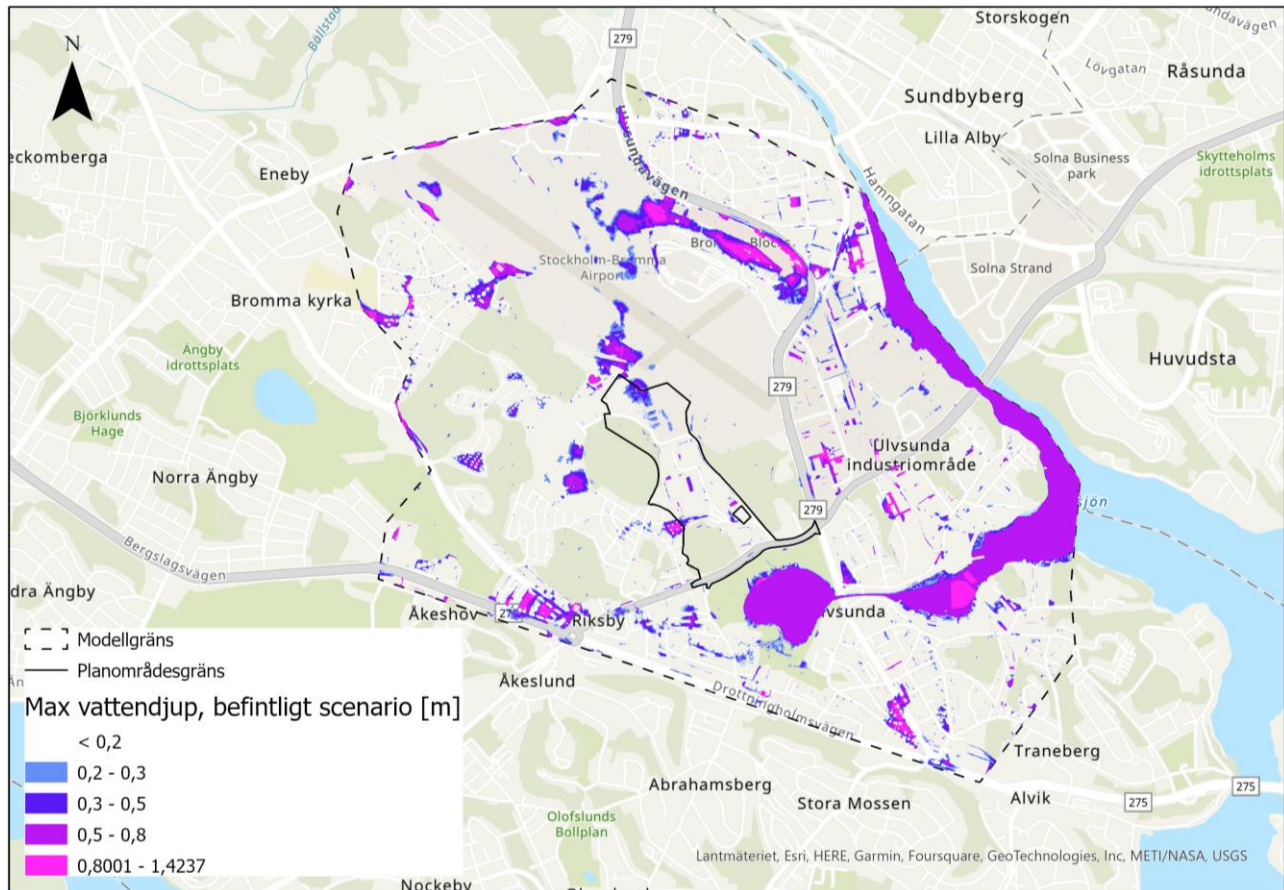 Storskogen
Lövgatan
Råsunda
279
N
Sundbyberg
Lilla Alby
Solna Business
park
Skytteholms
idrottsplats
eckomberga
Eneby
Ulvsundavägen
Hamngatan
Solna Strand
Stockholm-Bromma
Airport
Bromma kyrka
Ängby
idrottsplats
Huvudsta
279
Björklunds
Hage
Norra Ängby
Ulvsunda
industriområde
279
sjön
Bergslagsvägen
dra Ängby
Åkeshov
275
Riksby
lvsunda
Modellgräns
Planområdesgräns
Åkeslund
Drottningholmsvägen
Max vattendjup, befintligt scenario [m]
< 0,2
0,2 - 0,3
0,3 - 0,5
0,5 - 0,8
0,8001 - 1,4237
Traneberg
Abrahamsberg
Stora Mossen
Alvik
275
275
Olofslunds
Bollplan
Lantmäteriet, Esri, HERE, Garmin, Foursquare, GeoTechnologies, Inc, METI/NASA, USGS
Nockeby